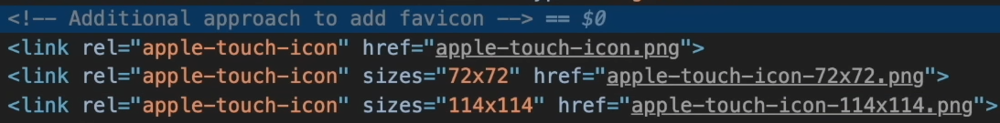 <!-- Additional approach to add favicon --> == $0
<link rel="apple-touch-icon" href="apple-touch-icon.png">
<link rel="apple-touch-icon" sizes="72x72" href="apple-touch-icon-72x72.png">
<link rel="apple-touch-icon" sizes="114x114" href="apple-touch-icon-114x114.png">